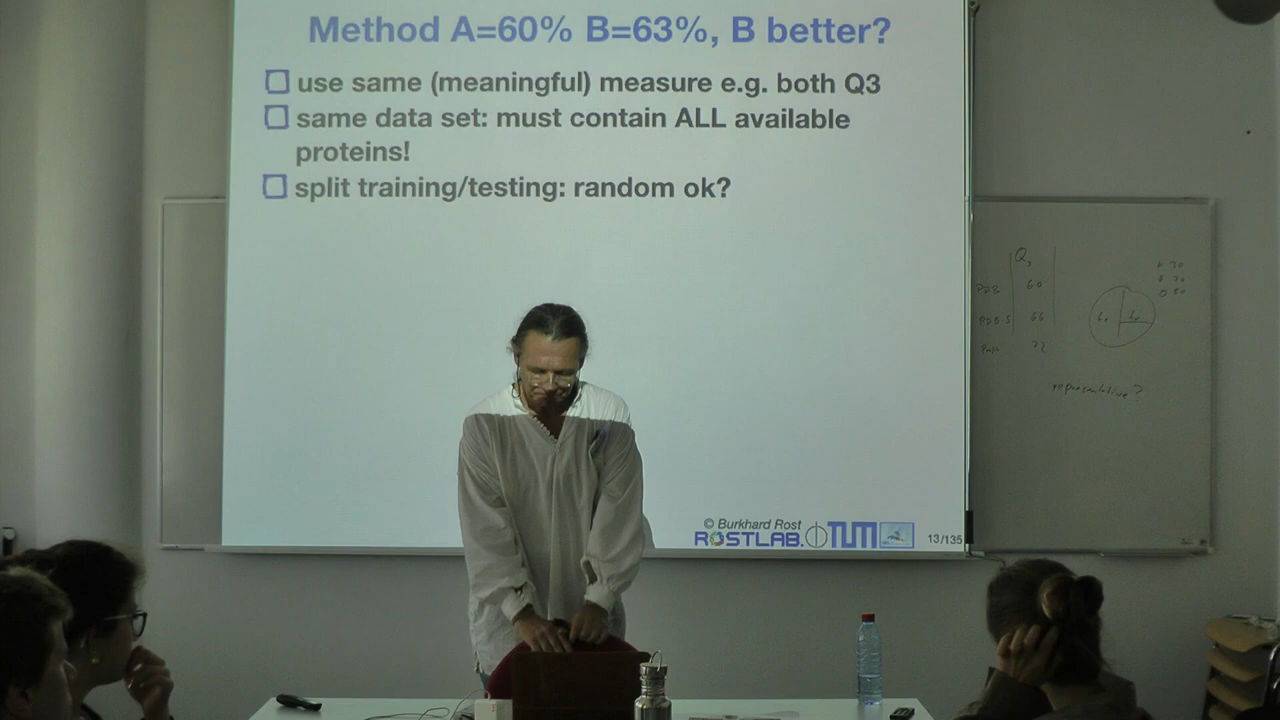 Method A=60% B=63%, B better?
use same (meaningful) measure e.g. both Q3
same data set: must contain ALL available
proteins!
split training/testing: random ok?
© Burkhard Rost
ROSTLAB.
TUM
13/135
Q3
60
66
72
representative?